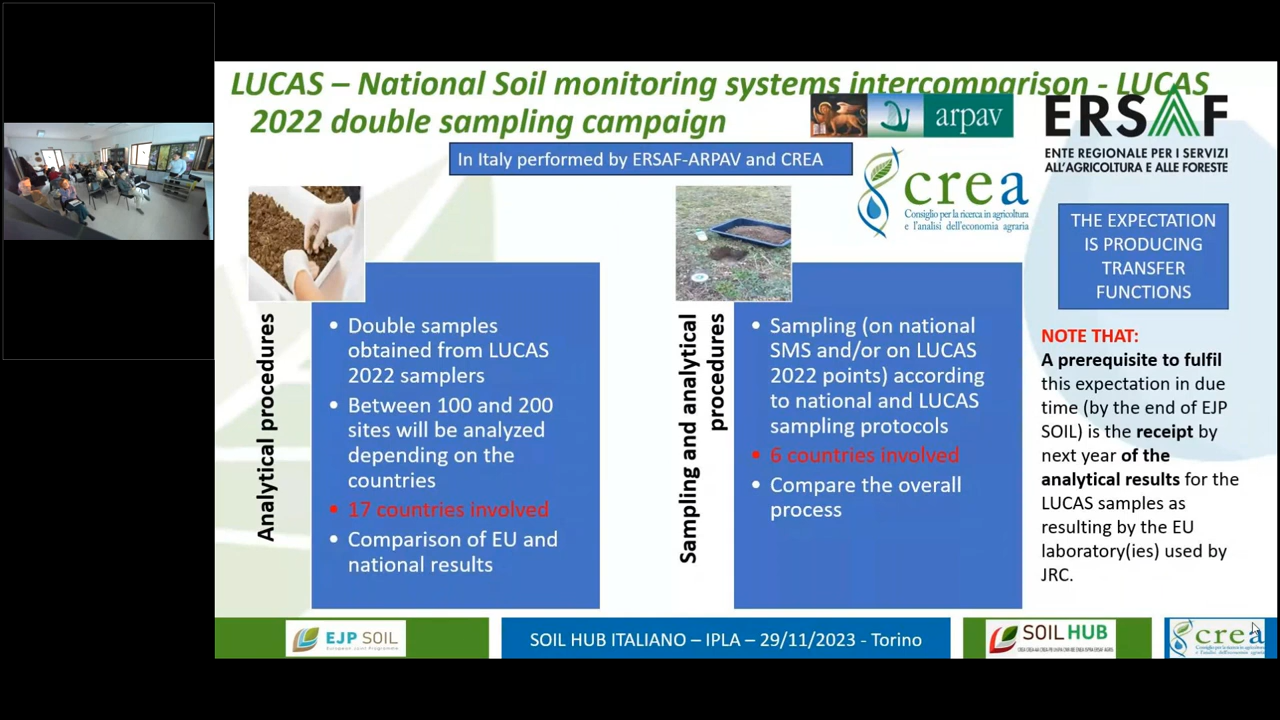 LUCAS – National Soil monitoring systems intercomparison - LUCAS
2022 double sampling campaign
arpav
ERSAF
ENTE REGIONALE PER I SERVIZI
ALL'AGRICOLTURA E ALLE FORESTE
In Italy performed by ERSAF-ARPAV and CREA
crea
Consiglio per la ricerca in agricoltura
e l'analisi dell'economia agraria
THE EXPECTATION
IS PRODUCING
TRANSFER
FUNCTIONS
Analytical procedures
• Double samples
obtained from LUCAS
2022 samplers
• Between 100 and 200
sites will be analyzed
depending on the
countries
• 17 countries involved
• Comparison of EU and
national results
Sampling and analytical
procedures
• Sampling (on national
SMS and/or on LUCAS
2022 points) according
to national and LUCAS
sampling protocols
• 6 countries involved
• Compare the overall
process
NOTE THAT:
A prerequisite to fulfil
this expectation in due
time (by the end of EJP
SOIL) is the receipt by
next year of the
analytical results for the
LUCAS samples as
resulting by the EU
laboratory(ies) used by
JRC.
EJP SOIL
European Joint Programme
SOIL HUB ITALIANO – IPLA – 29/11/2023 - Torino
SOIL HUB
crea